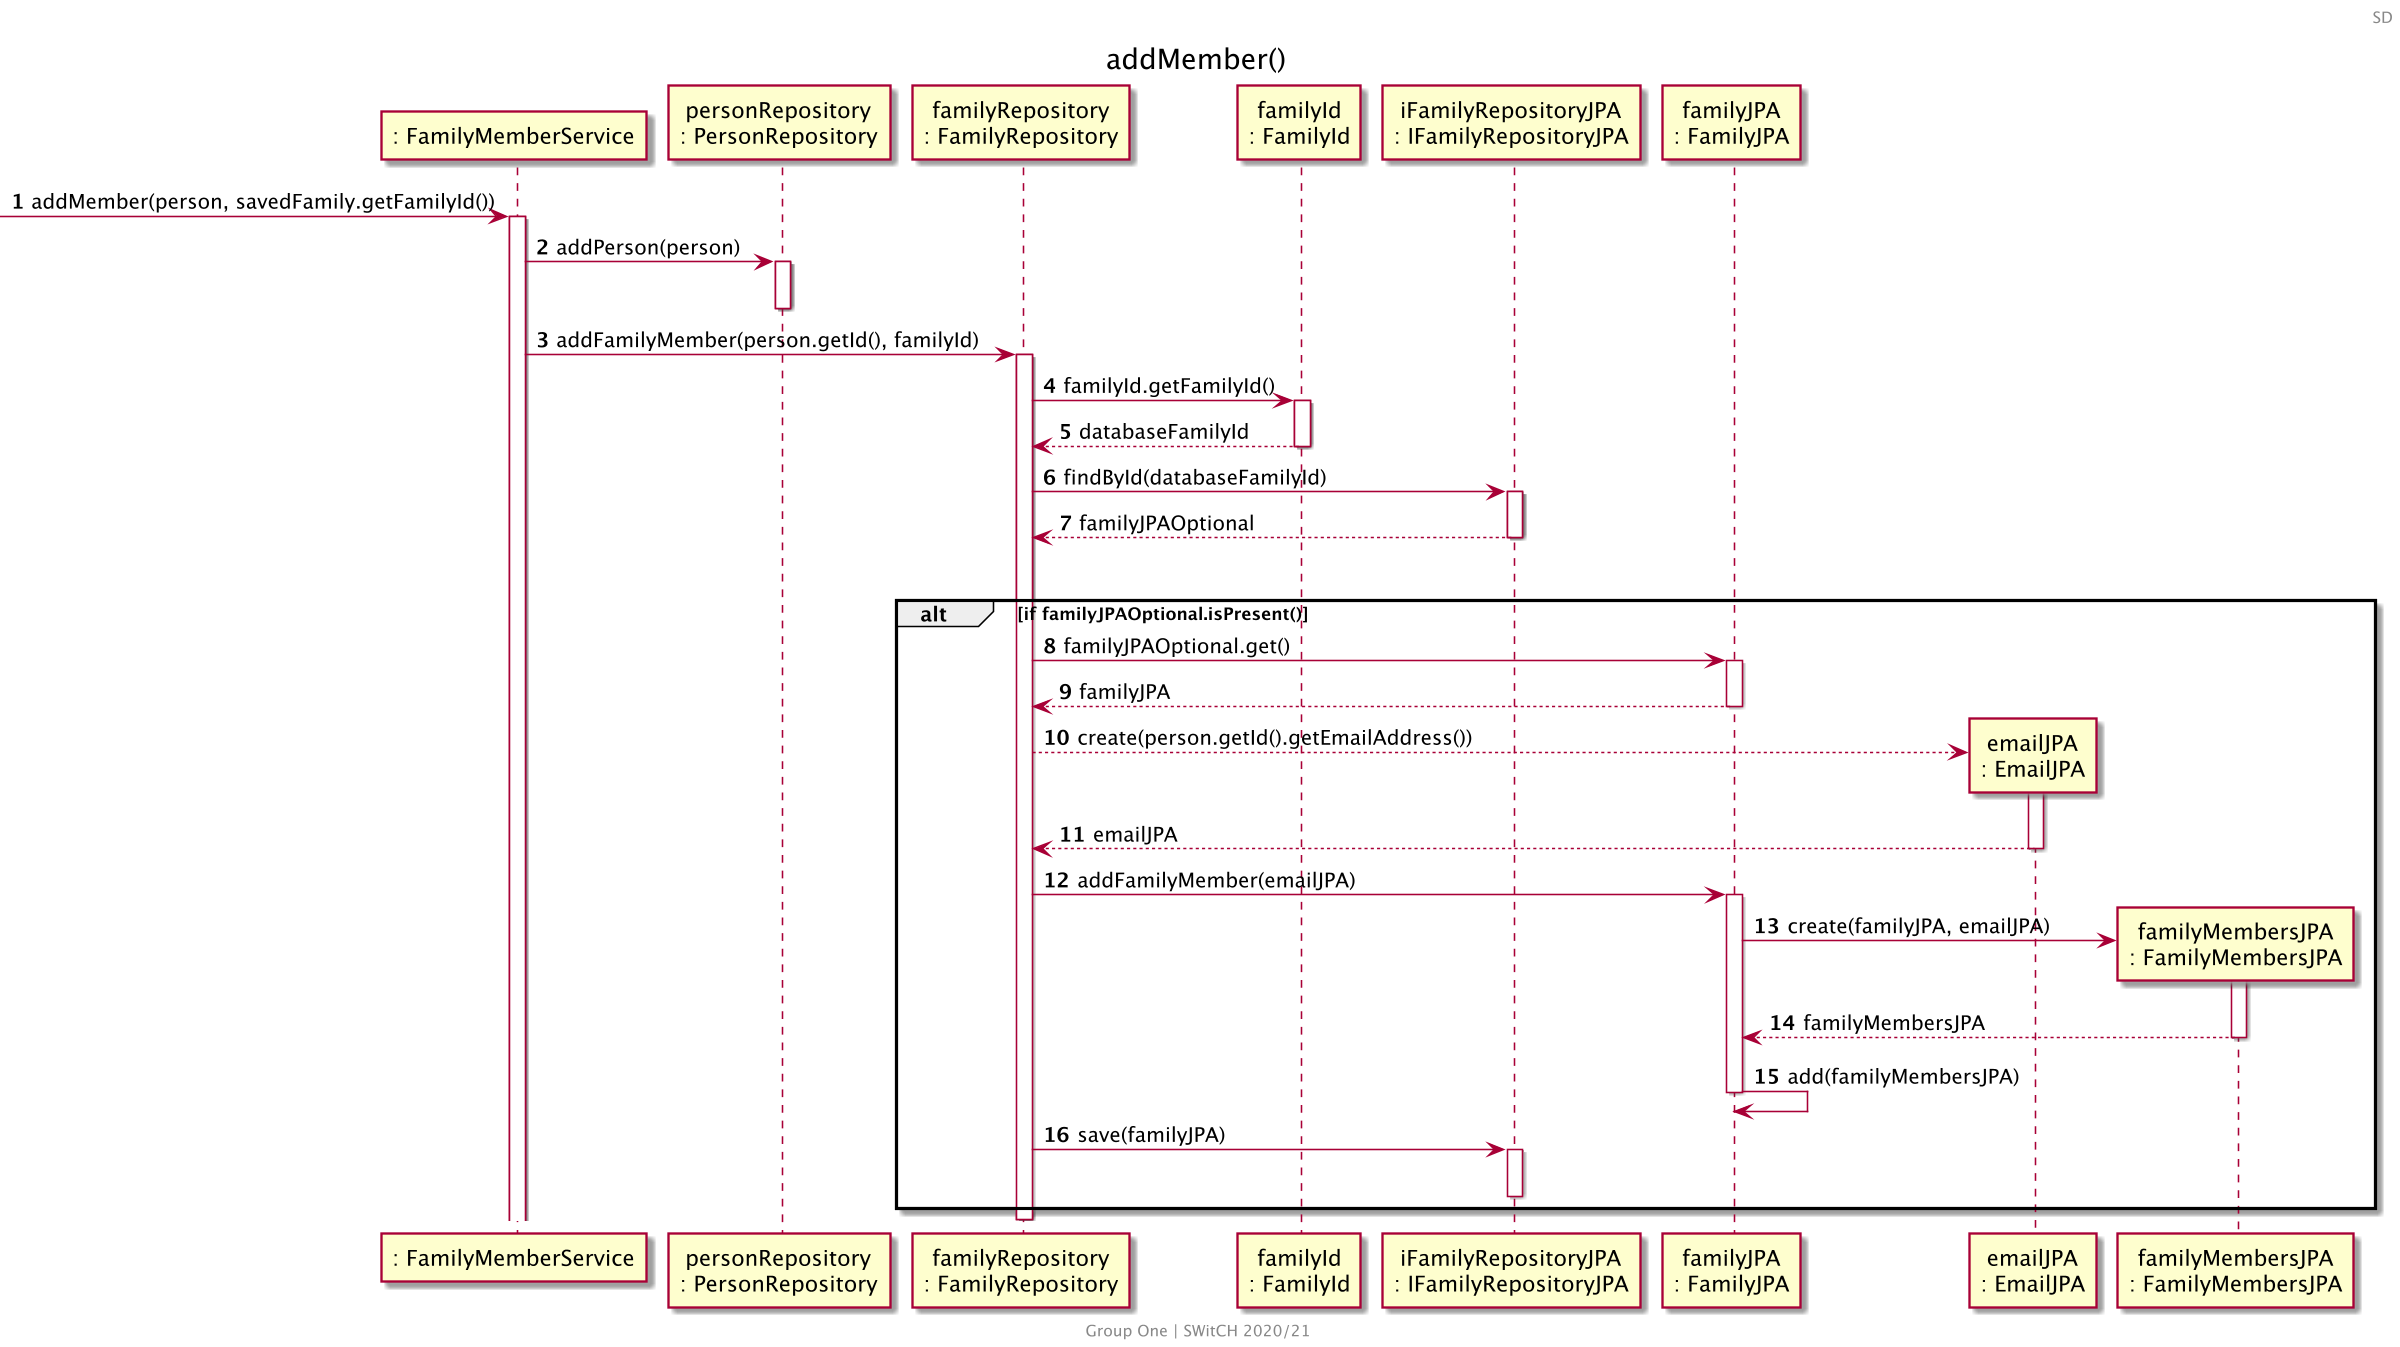 SD
addMember()
: FamilyMemberService
personRepository
: PersonRepository
familyRepository
: FamilyRepository
familyId
: FamilyId
iFamilyRepositoryJPA
: IFamilyRepositoryJPA
familyJPA
: FamilyJPA
1 addMember(person, savedFamily.getFamilyId())
2 addPerson(person)
3 addFamilyMember(person.getId(), familyId)
4 familyId.getFamilyId()
5 databaseFamilyId
6 findById(databaseFamilyId)
7 familyJPAOptional
alt [if familyJPAOptional.isPresent()]
8 familyJPAOptional.get()
9 familyJPA
10 create(person.getId().getEmailAddress())
emailJPA
: EmailJPA
11 emailJPA
12 addFamilyMember(emailJPA)
13 create(familyJPA, emailJPA)
familyMembersJPA
: FamilyMembersJPA
14 familyMembersJPA
15 add(familyMembersJPA)
16 save(familyJPA)
: FamilyMemberService
personRepository
: PersonRepository
familyRepository
: FamilyRepository
familyId
: FamilyId
iFamilyRepositoryJPA
: IFamilyRepositoryJPA
familyJPA
: FamilyJPA
emailJPA
: EmailJPA
familyMembersJPA
: FamilyMembersJPA
Group One | SWitCH 2020/21